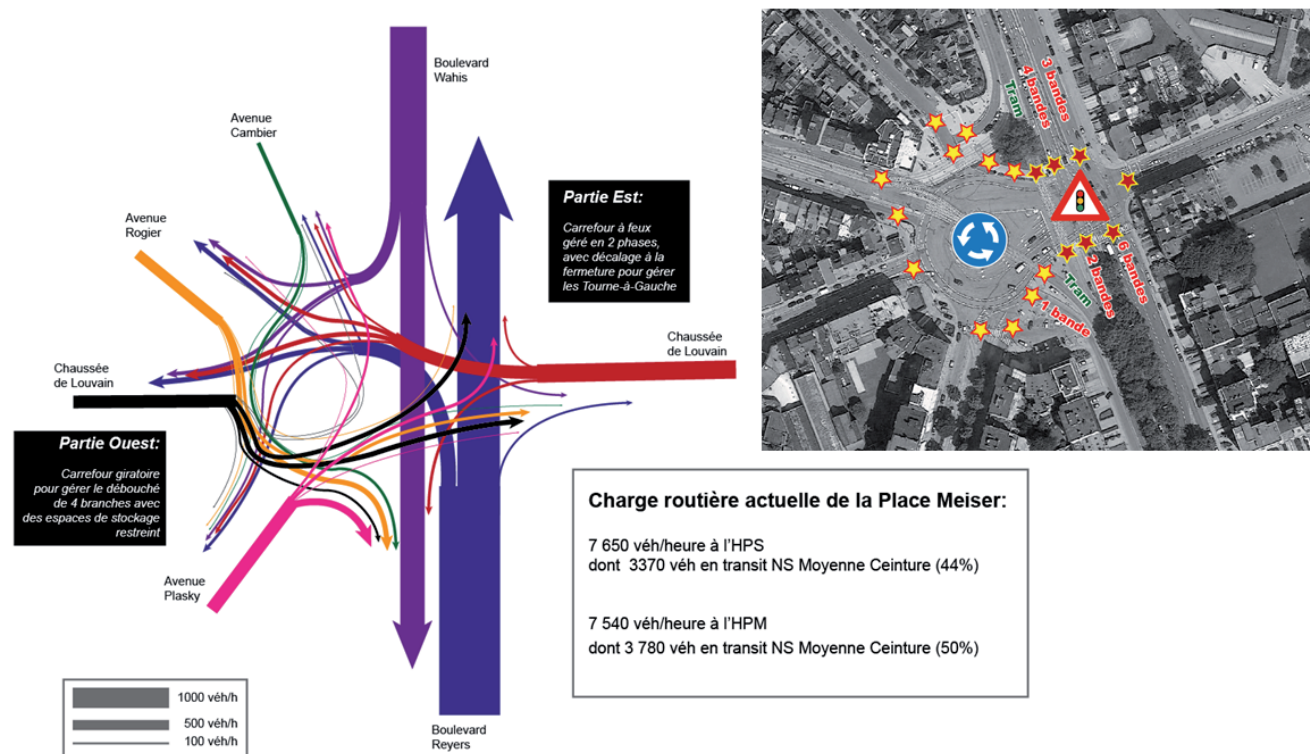 Boulevard
Wahis
Avenue
Cambier
Avenue
Rogier
Chaussée
de Louvain
Partie Est:
Carrefour à feux
géré en 2 phases,
avec décalage à la
fermeture pour gérer
les Tourne-à-Gauche
Chaussée
de Louvain
Partie Ouest:
Carrefour giratoire
pour gérer le débouché
de 4 branches avec
des espaces de stockage
restreint
Avenue
Plasky
Boulevard
Reyers
1000 véh/h
500 véh/h
100 véh/h
3 bandes
4 bandes
Tram
6 bandes
2 bandes
Tram
1 bande
Charge routière actuelle de la Place Meiser:
7 650 véh/heure à l'HPS
dont 3370 véh en transit NS Moyenne Ceinture (44%)
7 540 véh/heure à l'HPM
dont 3 780 véh en transit NS Moyenne Ceinture (50%)